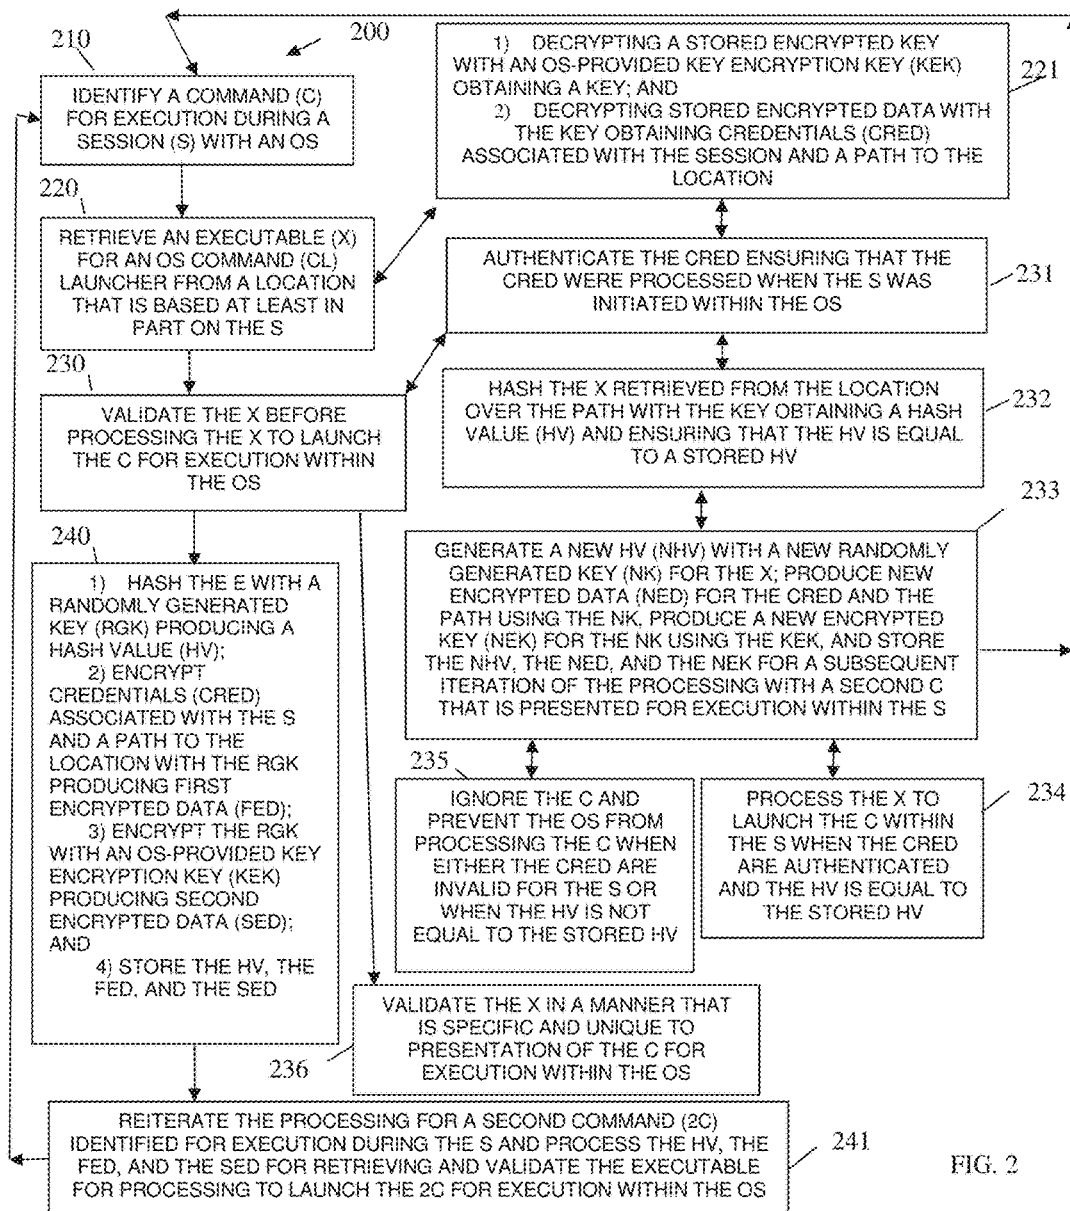 210
200
IDENTIFY A COMMAND (C)
FOR EXECUTION DURING A
SESSION (S) WITH AN OS
220
RETRIEVE AN EXECUTABLE (X)
FOR AN OS COMMAND (CL)
LAUNCHER FROM A LOCATION
THAT IS BASED AT LEAST IN
PART ON THE S
230
VALIDATE THE X BEFORE
PROCESSING THE X TO LAUNCH
THE C FOR EXECUTION WITHIN
THE OS
240
1) HASH THE E WITH A
RANDOMLY GENERATED
KEY (RGK) PRODUCING A
HASH VALUE (HV);
2) ENCRYPT
CREDENTIALS (CRED)
ASSOCIATED WITH THE S
AND A PATH TO THE
LOCATION WITH THE RGK
PRODUCING FIRST
ENCRYPTED DATA (FED);
3) ENCRYPT THE RGK
WITH AN OS-PROVIDED KEY
ENCRYPTION KEY (KEK)
PRODUCING SECOND
ENCRYPTED DATA (SED);
AND
4) STORE THE HV, THE
FED, AND THE SED
1) DECRYPTING A STORED ENCRYPTED KEY
WITH AN OS-PROVIDED KEY ENCRYPTION KEY (KEK)
OBTAINING A KEY; AND
2) DECRYPTING STORED ENCRYPTED DATA WITH
THE KEY OBTAINING CREDENTIALS (CRED)
ASSOCIATED WITH THE SESSION AND A PATH TO THE
LOCATION
221
AUTHENTICATE THE CRED ENSURING THAT THE
CRED WERE PROCESSED WHEN THE S WAS
INITIATED WITHIN THE OS
231
HASH THE X RETRIEVED FROM THE LOCATION
OVER THE PATH WITH THE KEY OBTAINING A HASH
VALUE (HV) AND ENSURING THAT THE HV IS EQUAL
TO A STORED HV
232
233
GENERATE A NEW HV (NHV) WITH A NEW RANDOMLY
GENERATED KEY (NK) FOR THE X; PRODUCE NEW
ENCRYPTED DATA (NED) FOR THE CRED AND THE
PATH USING THE NK, PRODUCE A NEW ENCRYPTED
KEY (NEK) FOR THE NK USING THE KEK, AND STORE
THE NHV, THE NED, AND THE NEK FOR A SUBSEQUENT
ITERATION OF THE PROCESSING WITH A SECOND C
THAT IS PRESENTED FOR EXECUTION WITHIN THE S
235
IGNORE THE C AND
PREVENT THE OS FROM
PROCESSING THE C WHEN
EITHER THE CRED ARE
INVALID FOR THE S OR
WHEN THE HV IS NOT
EQUAL TO THE STORED HV
PROCESS THE X TO
LAUNCH THE C WITHIN
THE S WHEN THE CRED
ARE AUTHENTICATED
AND THE HV IS EQUAL TO
THE STORED HV
234
VALIDATE THE X IN A MANNER THAT
IS SPECIFIC AND UNIQUE TO
PRESENTATION OF THE C FOR
EXECUTION WITHIN THE OS
236
REITERATE THE PROCESSING FOR A SECOND COMMAND (2C)
IDENTIFIED FOR EXECUTION DURING THE S AND PROCESS THE HV, THE
FED, AND THE SED FOR RETRIEVING AND VALIDATE THE EXECUTABLE
FOR PROCESSING TO LAUNCH THE 2C FOR EXECUTION WITHIN THE OS
241
FIG. 2